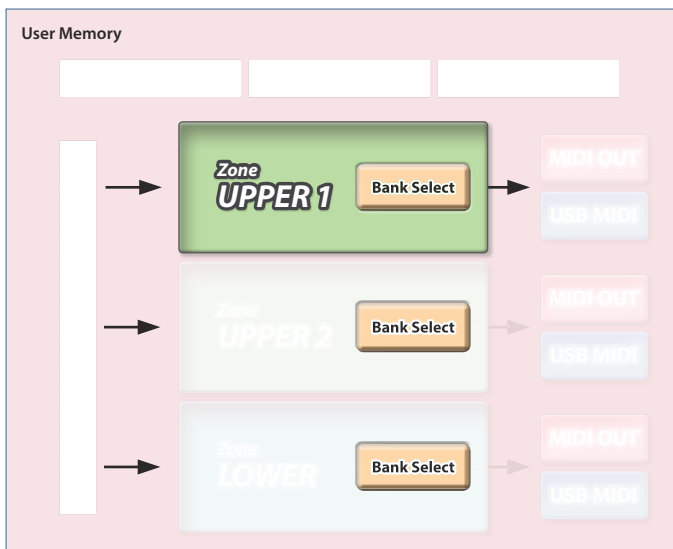 User Memory
Zone
UPPER 1
Bank Select
MIDI OUT
USB MIDI
Zone
UPPER 2
Bank Select
MIDI OUT
USB MIDI
Zone
LOWER
Bank Select
MIDI OUT
USB MIDI